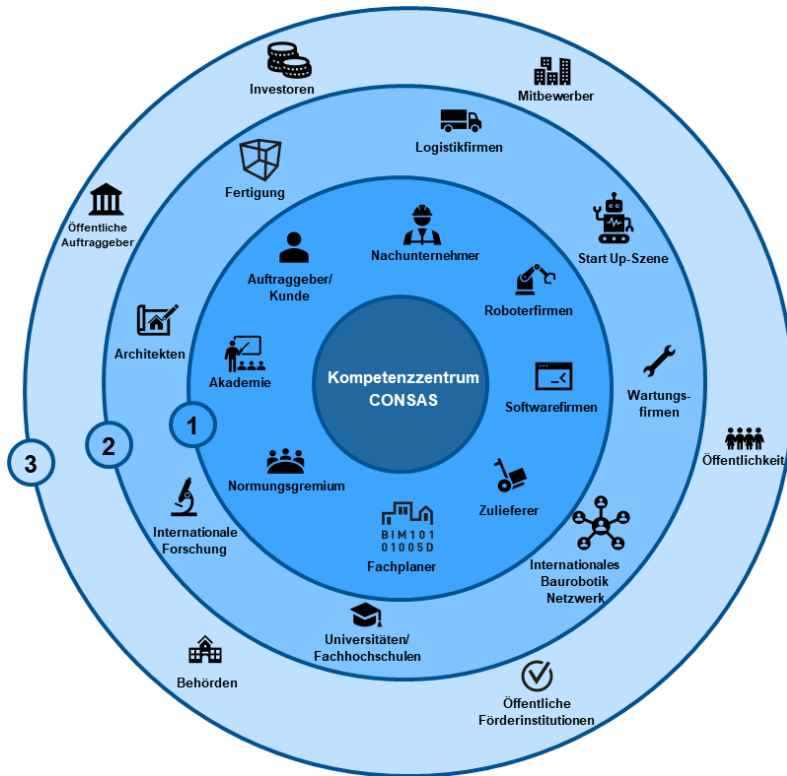 Investoren
Mitbewerber
Logistikfirmen
Fertigung
Öffentliche
Auftraggeber
Nachunternehmer
Start Up-Szene
Auftraggeber/
Kunde
Roboterfirmen
Architekten
Akademie
Kompetenzzentrum
CONSAS
Softwarefirmen
Wartungs-
firmen
1
2
3
Öffentlichkeit
Normungsgremium
Zulieferer
Internationale
Forschung
BIM101
01005D
Fachplaner
Internationales
Baurobotik
Netzwerk
Universitäten/
Fachhochschulen
Behörden
Öffentliche
Förderinstitutionen